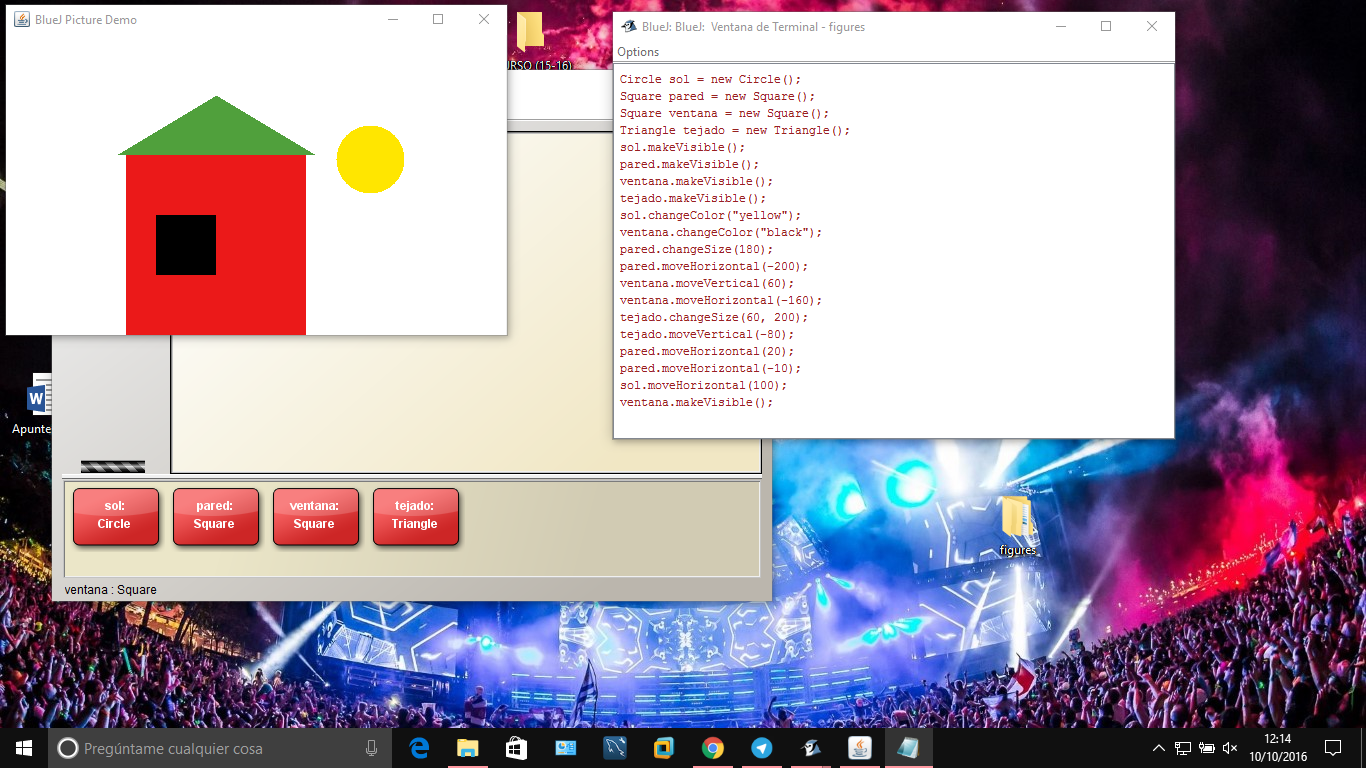 BlueJ Picture Demo
BlueJ: BlueJ:  Ventana de Terminal - figures
Options
Circle sol = new Circle();
Square pared = new Square();
Square ventana = new Square();
Triangle tejado = new Triangle();
sol.makeVisible();
pared.makeVisible();
ventana.makeVisible();
tejado.makeVisible();
sol.changeColor("yellow");
ventana.changeColor("black");
pared.changeSize(180);
pared.moveHorizontal(-200);
ventana.moveVertical(60);
ventana.moveHorizontal(-160);
tejado.changeSize(60, 200);
tejado.moveVertical(-80);
pared.moveHorizontal(20);
pared.moveHorizontal(-10);
sol.moveHorizontal(100);
ventana.makeVisible();
URSO (15-16)
Apunte
sol:
Circle
pared:
Square
ventana:
Square
tejado:
Triangle
ventana : Square
figures
Pregúntame cualquier cosa
12:14
10/10/2016